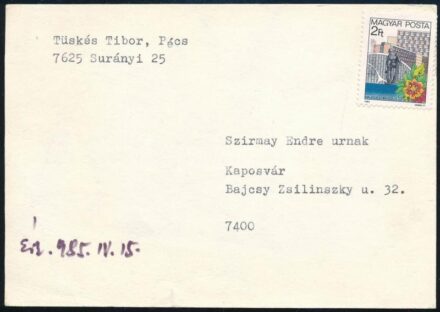 Tüskés Tibor, Pécs
7625 Surányi 25
MAGYAR POSTA
2Ft
Szirmay Endre urnak
Kaposvár
Bajcsy Zsilinszky u. 32.
7400
Érk. 985. IV. 15.